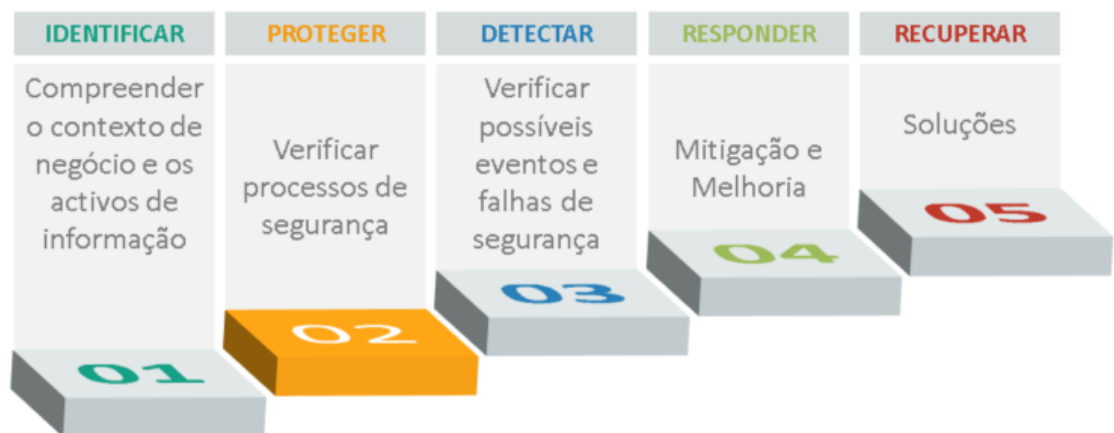 IDENTIFICAR
Compreender
o contexto de
negócio e os
activos de
informação
01
PROTEGER
Verificar
processos de
segurança
02
DETECTAR
Verificar
possíveis
eventos e
falhas de
segurança
03
RESPONDER
Mitigação e
Melhoria
04
RECUPERAR
Soluções
05